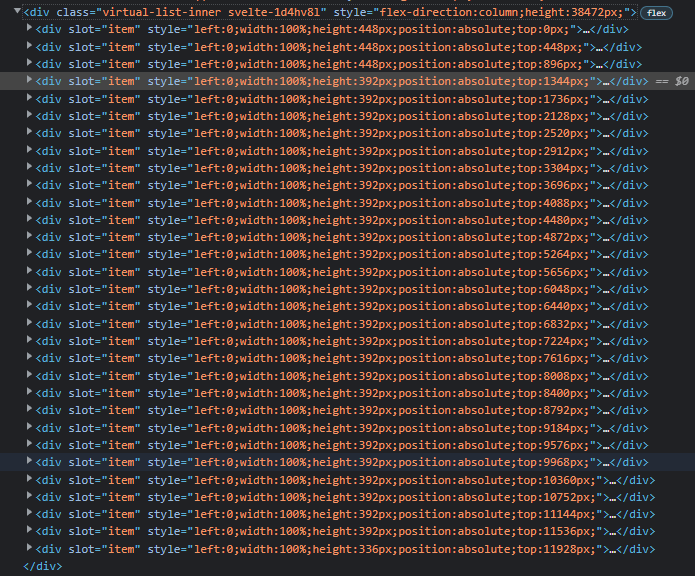 <div class="virtual-list-inner svelte-1d4hv8l" style="flex-direction:column;height:38472px;"> flex
<div slot="item" style="left:0;width:100%;height:448px;position:absolute;top:0px;">…</div>
<div slot="item" style="left:0;width:100%;height:448px;position:absolute;top:448px;">…</div>
<div slot="item" style="left:0;width:100%;height:448px;position:absolute;top:896px;">…</div>
<div slot="item" style="left:0;width:100%;height:392px;position:absolute;top:1344px;">…</div> == $0
<div slot="item" style="left:0;width:100%;height:392px;position:absolute;top:1736px;">…</div>
<div slot="item" style="left:0;width:100%;height:392px;position:absolute;top:2128px;">…</div>
<div slot="item" style="left:0;width:100%;height:392px;position:absolute;top:2520px;">…</div>
<div slot="item" style="left:0;width:100%;height:392px;position:absolute;top:2912px;">…</div>
<div slot="item" style="left:0;width:100%;height:392px;position:absolute;top:3304px;">…</div>
<div slot="item" style="left:0;width:100%;height:392px;position:absolute;top:3696px;">…</div>
<div slot="item" style="left:0;width:100%;height:392px;position:absolute;top:4088px;">…</div>
<div slot="item" style="left:0;width:100%;height:392px;position:absolute;top:4480px;">…</div>
<div slot="item" style="left:0;width:100%;height:392px;position:absolute;top:4872px;">…</div>
<div slot="item" style="left:0;width:100%;height:392px;position:absolute;top:5264px;">…</div>
<div slot="item" style="left:0;width:100%;height:392px;position:absolute;top:5656px;">…</div>
<div slot="item" style="left:0;width:100%;height:392px;position:absolute;top:6048px;">…</div>
<div slot="item" style="left:0;width:100%;height:392px;position:absolute;top:6440px;">…</div>
<div slot="item" style="left:0;width:100%;height:392px;position:absolute;top:6832px;">…</div>
<div slot="item" style="left:0;width:100%;height:392px;position:absolute;top:7224px;">…</div>
<div slot="item" style="left:0;width:100%;height:392px;position:absolute;top:7616px;">…</div>
<div slot="item" style="left:0;width:100%;height:392px;position:absolute;top:8008px;">…</div>
<div slot="item" style="left:0;width:100%;height:392px;position:absolute;top:8400px;">…</div>
<div slot="item" style="left:0;width:100%;height:392px;position:absolute;top:8792px;">…</div>
<div slot="item" style="left:0;width:100%;height:392px;position:absolute;top:9184px;">…</div>
<div slot="item" style="left:0;width:100%;height:392px;position:absolute;top:9576px;">…</div>
<div slot="item" style="left:0;width:100%;height:392px;position:absolute;top:9968px;">…</div>
<div slot="item" style="left:0;width:100%;height:392px;position:absolute;top:10360px;">…</div>
<div slot="item" style="left:0;width:100%;height:392px;position:absolute;top:10752px;">…</div>
<div slot="item" style="left:0;width:100%;height:392px;position:absolute;top:11144px;">…</div>
<div slot="item" style="left:0;width:100%;height:392px;position:absolute;top:11536px;">…</div>
<div slot="item" style="left:0;width:100%;height:336px;position:absolute;top:11928px;">…</div>
</div>